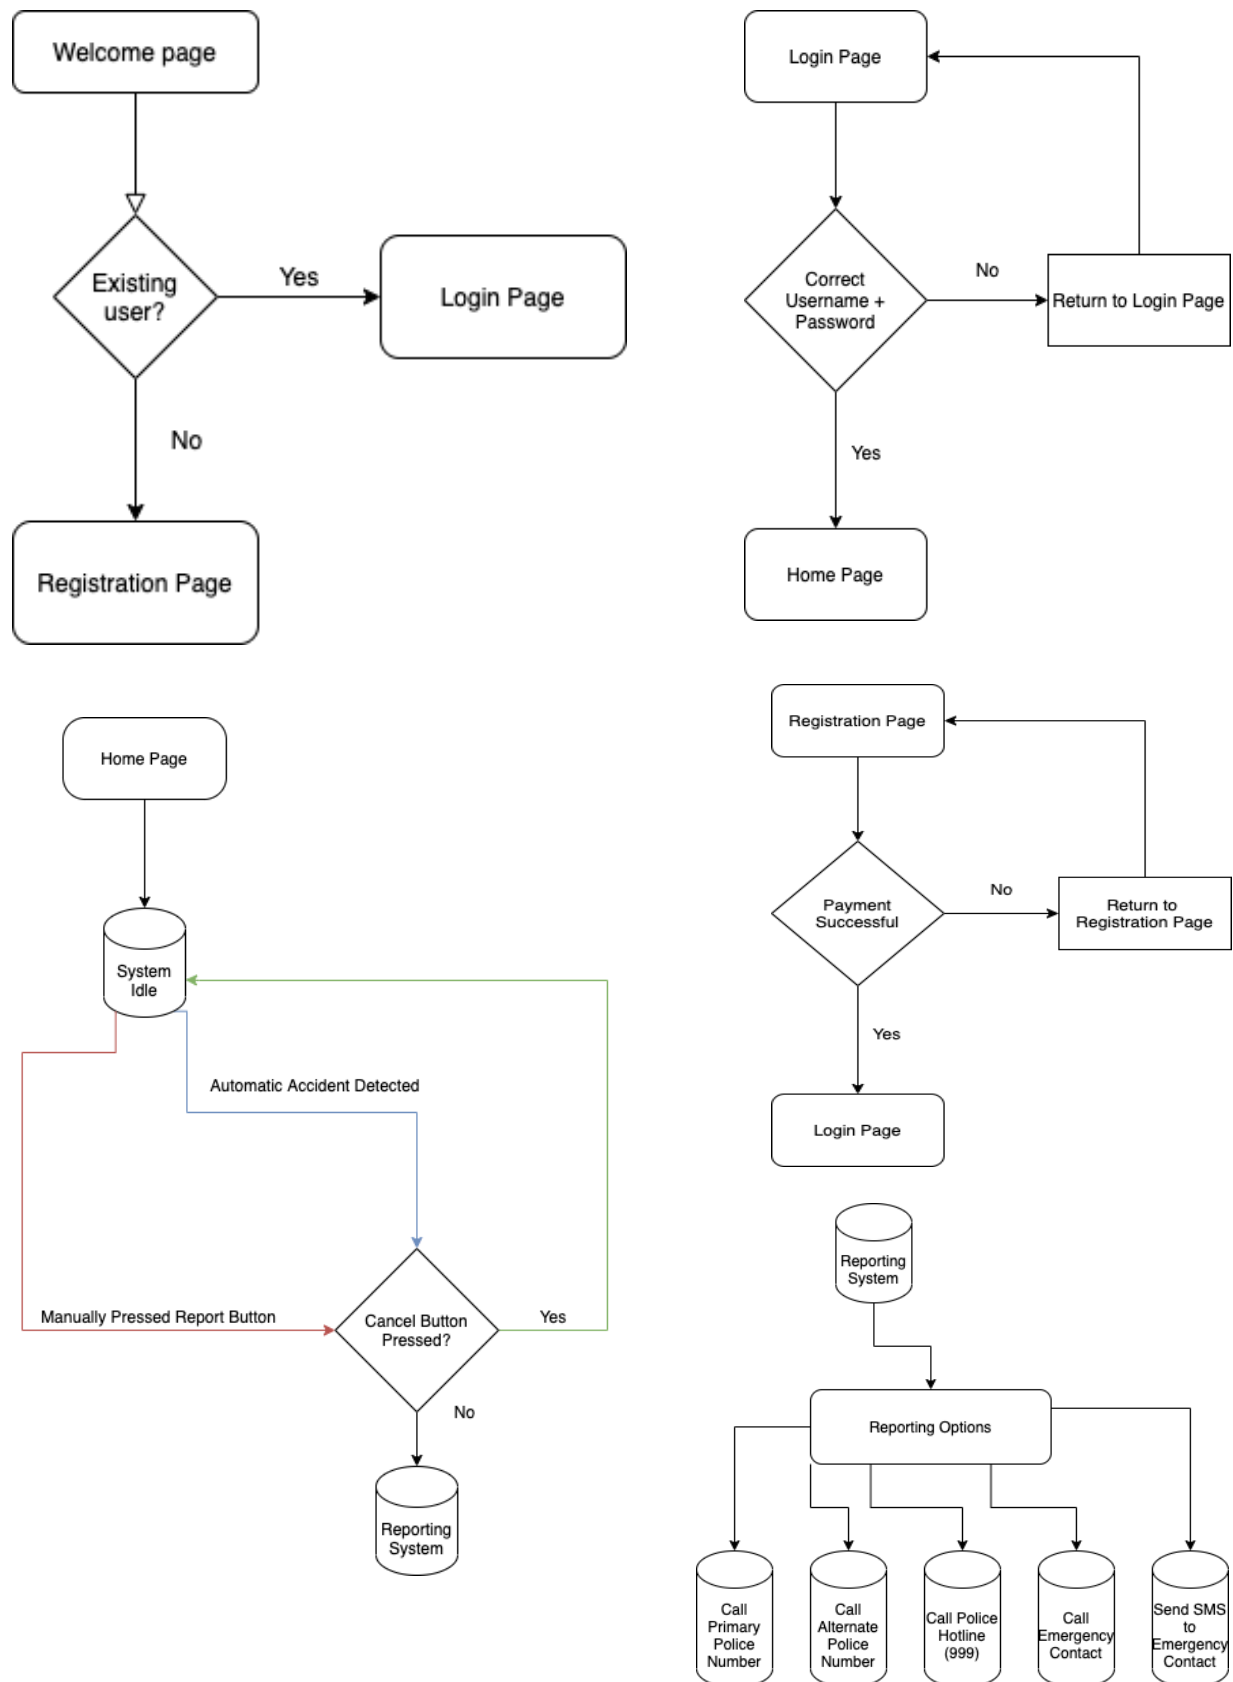 Welcome page
Existing
user?
Yes
Login Page
No
Registration Page
Login Page
Correct
Username +
Password
No
Return to Login Page
Yes
Home Page
Home Page
System
Idle
Automatic Accident Detected
Manually Pressed Report Button
Cancel Button
Pressed?
Yes
No
Reporting
System
Registration Page
Payment
Successful
No
Return to
Registration Page
Yes
Login Page
Reporting
System
Reporting Options
Call
Primary
Police
Number
Call
Alternate
Police
Number
Call Police
Hotline
(999)
Call
Emergency
Contact
Send SMS
to
Emergency
Contact